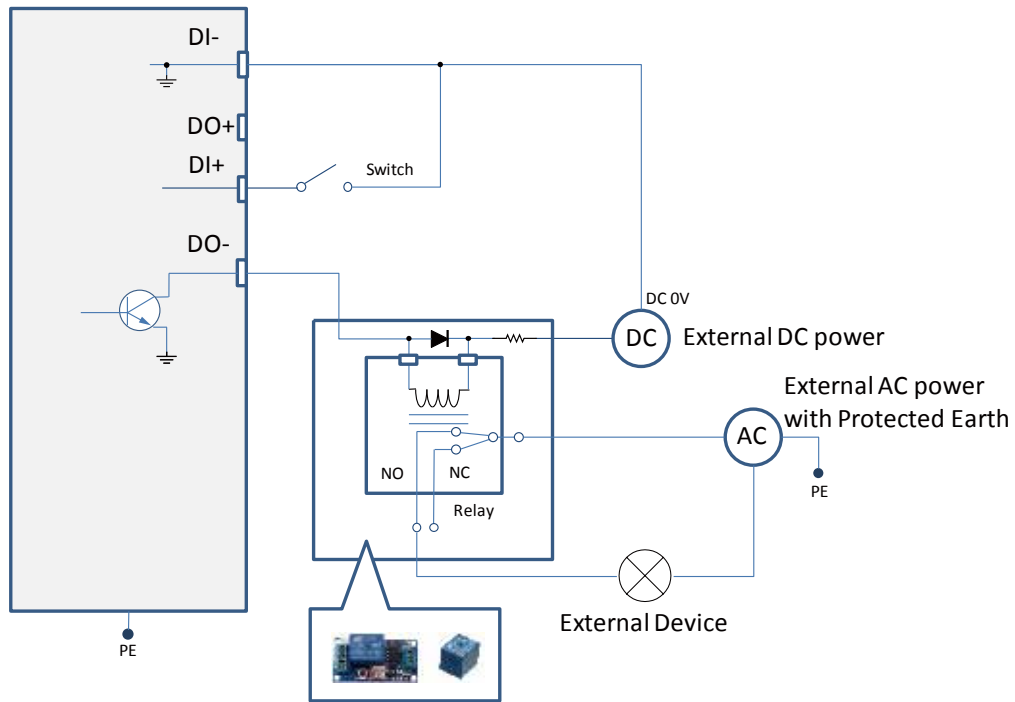 DI-
DO+
DI+
Switch
DO-
DC 0V
DC
External DC power
External AC power
with Protected Earth
AC
NO
NC
PE
Relay
External Device
PE